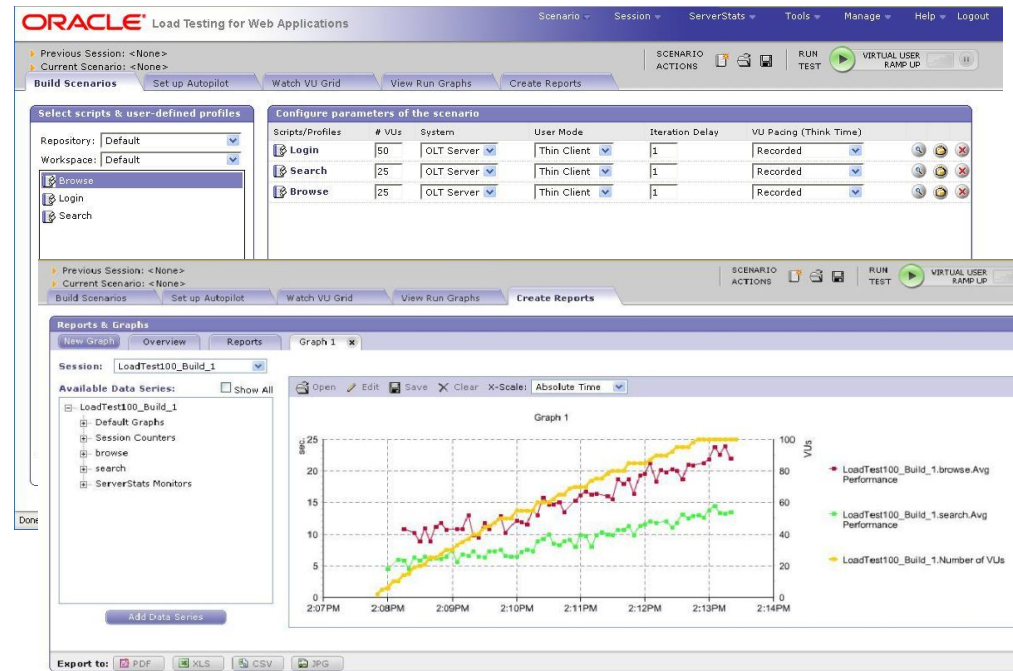 ORACLE Load Testing for Web Applications
Scenario Session ServerStats Tools Manage Help Logout
Previous Session: <None>
Current Scenario: <None>
SCENARIO ACTIONS
RUN TEST
VIRTUAL USER RAMP UP
Build Scenarios Set up Autopilot Watch VU Grid View Run Graphs Create Reports
Select scripts & user-defined profiles
Repository: Default
Workspace: Default
Browse
Login
Search
Configure parameters of the scenario
Scripts/Profiles # VUs System User Mode Iteration Delay VU Pacing (Think Time)
Login 50 OLT Server Thin Client 1 Recorded
Search 25 OLT Server Thin Client 1 Recorded
Browse 25 OLT Server Thin Client 1 Recorded
Done
Previous Session: <None>
Current Scenario: <None>
SCENARIO ACTIONS
RUN TEST
VIRTUAL USER RAMP UP
Build Scenarios Set up Autopilot Watch VU Grid View Run Graphs Create Reports
Reports & Graphs
New Graph Overview Reports Graph 1
Session: LoadTest100_Build_1
Available Data Series: Show All
LoadTest100_Build_1
Default Graphs
Session Counters
browse
search
ServerStats Monitors
Add Data Series
Open Edit Save Clear X-Scale: Absolute Time
Graph 1
sec.
25
20
15
10
5
0
100
80
60
40
20
0
VUs
2:07PM 2:08PM 2:09PM 2:10PM 2:11PM 2:12PM 2:13PM 2:14PM
LoadTest100_Build_1.browse.Avg
Performance
LoadTest100_Build_1.search.Avg
Performance
LoadTest100_Build_1.Number of VUs
Export to: PDF XLS CSV JPG